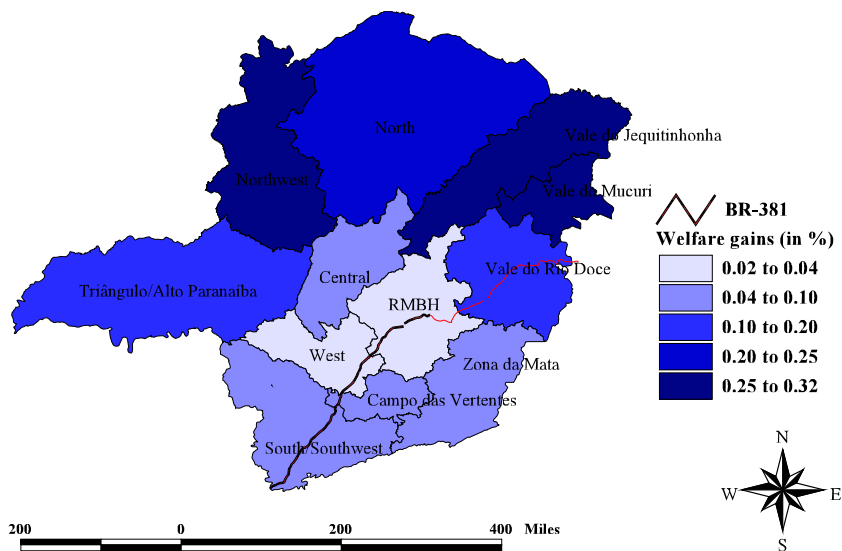 North
Vale do Jequitinhonha
Northwest
Vale do Mucuri
Central
Vale do Rio Doce
Triângulo/Alto Paranaíba
RMBH
West
Zona da Mata
Campo das Vertentes
South/Southwest
BR-381
Welfare gains (in %)
0.02 to 0.04
0.04 to 0.10
0.10 to 0.20
0.20 to 0.25
0.25 to 0.32
N
W E
S
200 0 200 400 Miles